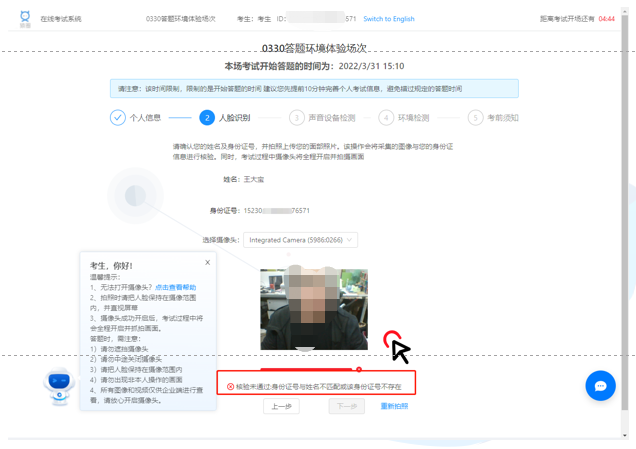 在线考试系统
0330答题环境体验场次
考生: 考生 ID:
571
Switch to English
距离考试开场还有 04:44
0330答题环境体验场次
本场考试开始答题的时间为: 2022/3/31 15:10
请注意: 该时间限制, 限制的是开始答题的时间 建议您先提前10分钟完善个人考试信息, 避免错过规定的答题时间
个人信息
2 人脸识别
3 声音设备检测
4 环境检测
5 考前须知
请确认您的姓名及身份证号, 并拍照上传您的面部照片。该操作会将采集的图像与您的身份证
信息进行核验。同时, 考试过程中摄像头将全程开启并抓拍画面
姓名: 王大宝
身份证号: 15230 76571
选择摄像头: Integrated Camera (5986:0266)
考生, 你好!
X
温馨提示:
1、无法打开摄像头? 点击查看帮助
2、拍照时请把人脸保持在摄像范围
内, 并直视屏幕
3、摄像头成功开启后, 考试过程中将
会全程开启并抓拍画面。
答题时, 需注意:
1) 请勿遮挡摄像头
2) 请勿中途关闭摄像头
3) 请把人脸保持在摄像范围内
4) 请勿出现非本人操作的画面
4、所有图像和视频仅供企业端进行查
看, 请放心开启摄像头。
核验未通过:身份证号与姓名不匹配或该身份证号不存在
上一步
下一步
重新拍照